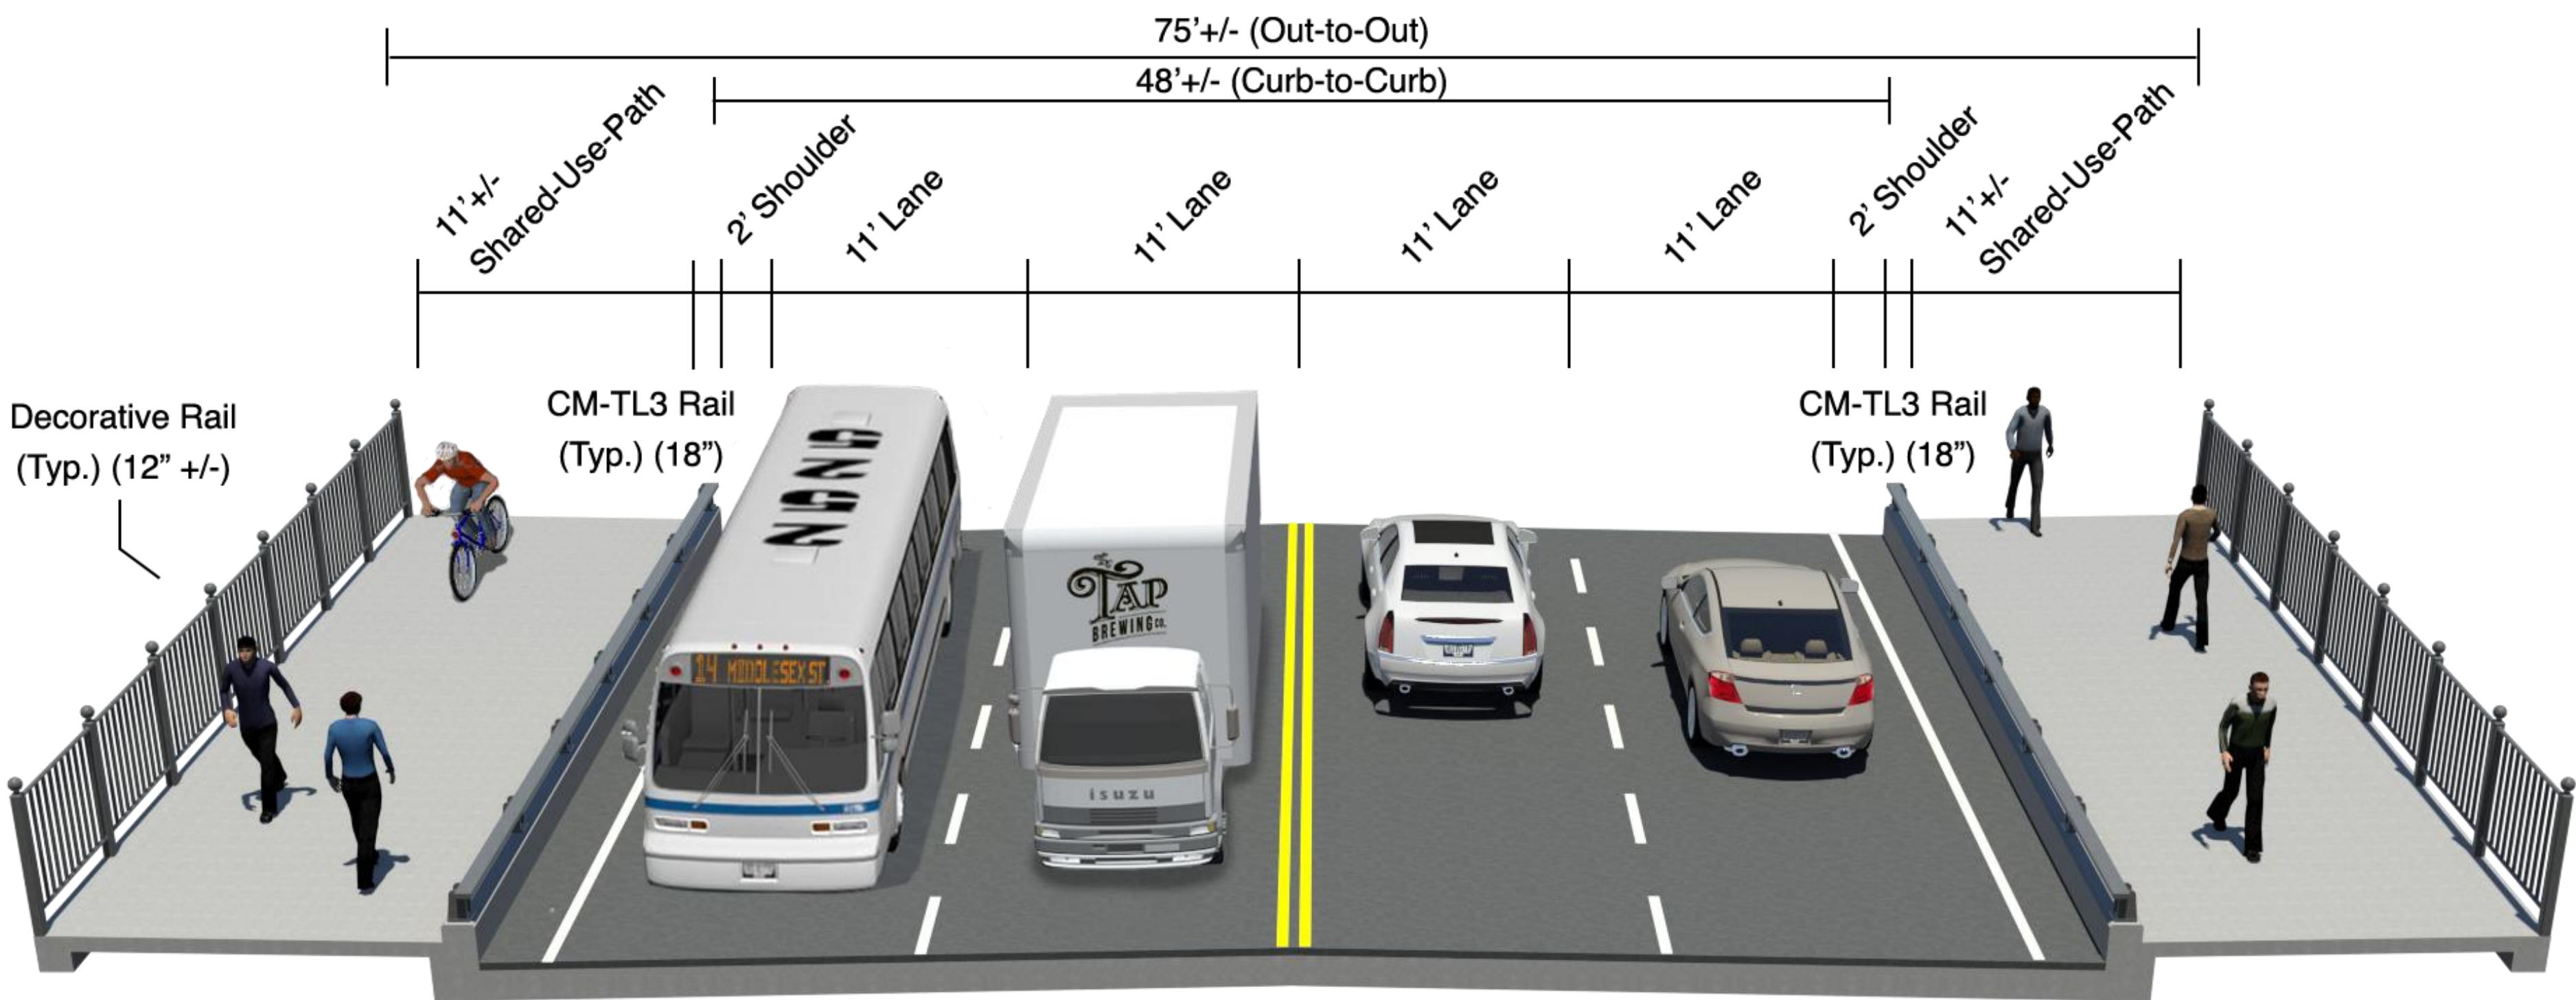 75’+/- (Out-to-Out)
48’+/- (Curb-to-Curb)
11’+/-
Shared-Use-Path
2’ Shoulder
11’ Lane
11’ Lane
11’ Lane
11’ Lane
2’ Shoulder
11’+/-
Shared-Use-Path
Decorative Rail
(Typ.) (12” +/-)
CM-TL3 Rail
(Typ.) (18”)
CM-TL3 Rail
(Typ.) (18”)
TAP
BREWING CO.
14 MIDDLESEX ST.
isuzu